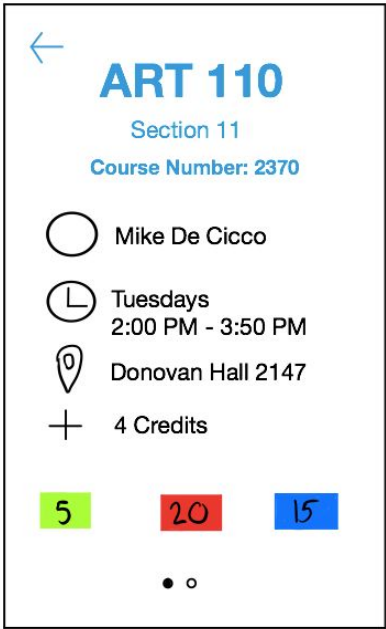 ART 110
Section 11
Course Number: 2370
Mike De Cicco
Tuesdays
2:00 PM - 3:50 PM
Donovan Hall 2147
4 Credits
5 20 15